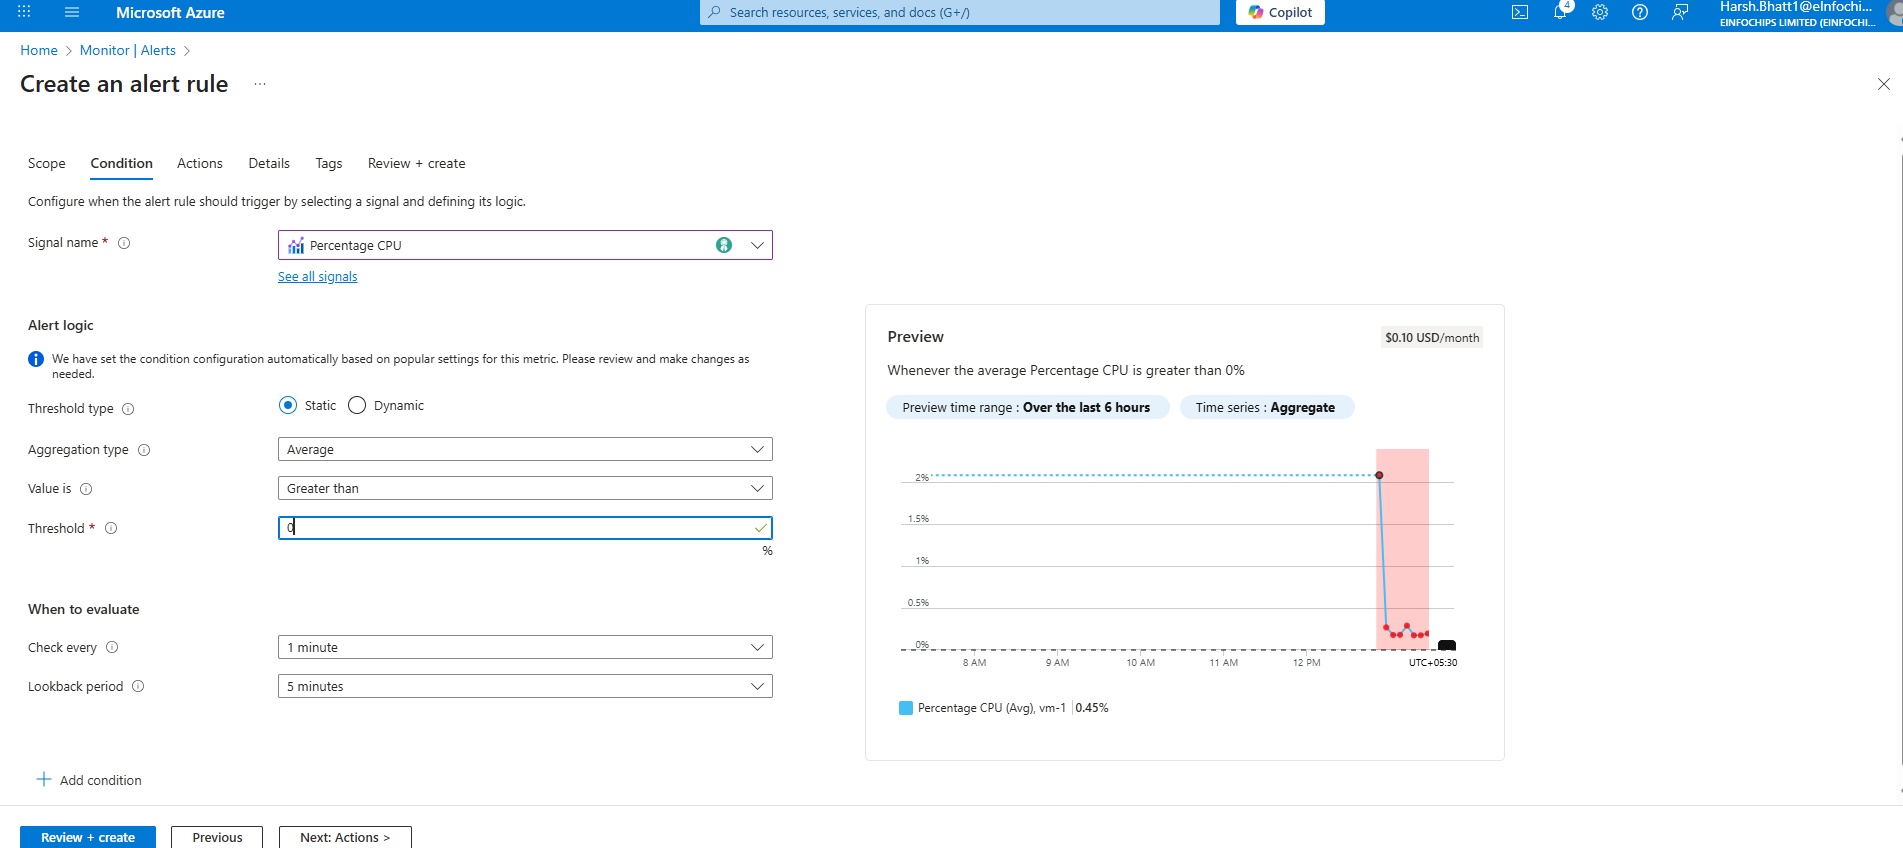 Microsoft Azure
Search resources, services, and docs (G+/)
Copilot
4
Harsh.Bhatt1@eInfochi...
EINFOCHIPS LIMITED (EINFOCHI...
Home > Monitor | Alerts >
Create an alert rule ...
Scope Condition Actions Details Tags Review + create
Configure when the alert rule should trigger by selecting a signal and defining its logic.
Signal name *
Percentage CPU
See all signals
Alert logic
We have set the condition configuration automatically based on popular settings for this metric. Please review and make changes as
needed.
Threshold type
Static
Dynamic
Aggregation type
Average
Value is
Greater than
Threshold *
0
%
When to evaluate
Check every
1 minute
Lookback period
5 minutes
Add condition
Preview
$0.10 USD/month
Whenever the average Percentage CPU is greater than 0%
Preview time range : Over the last 6 hours
Time series : Aggregate
2%
1.5%
1%
0.5%
0%
8 AM 9 AM 10 AM 11 AM 12 PM UTC+05:30
Percentage CPU (Avg), vm-1 | 0.45%
Review + create
Previous
Next: Actions >